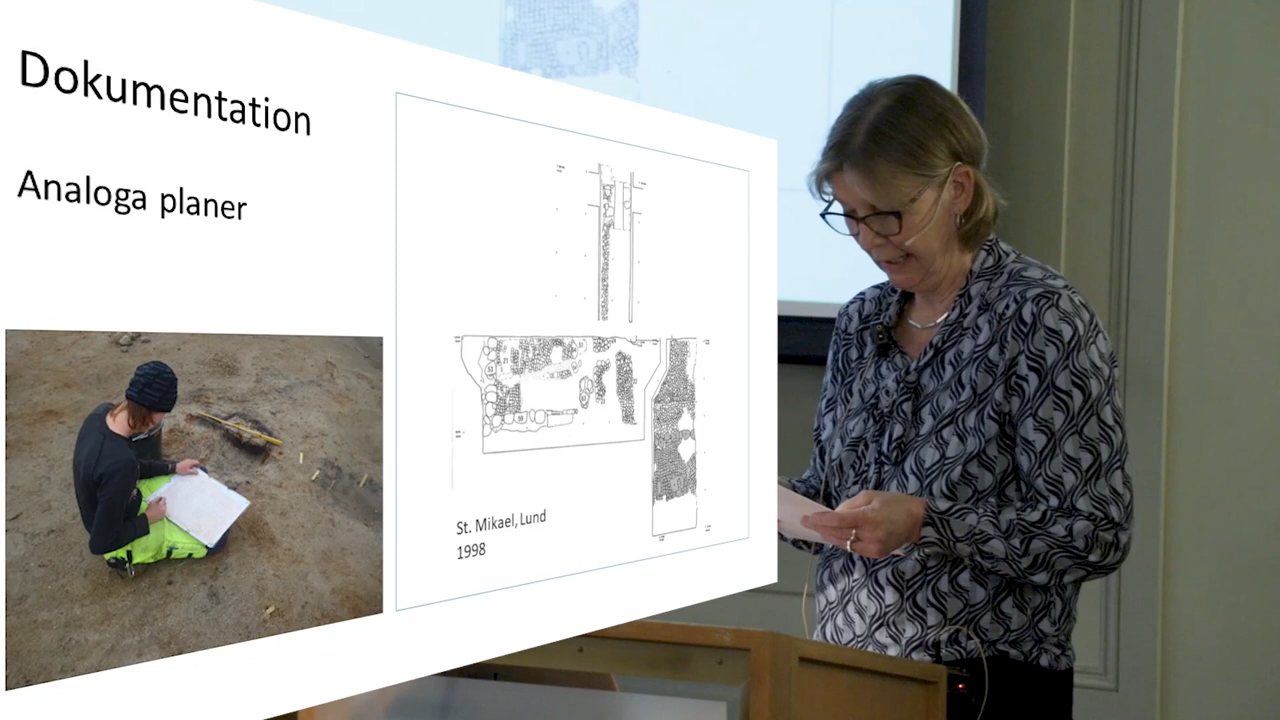 Dokumentation
Analoga planer
St. Mikael, Lund
1998